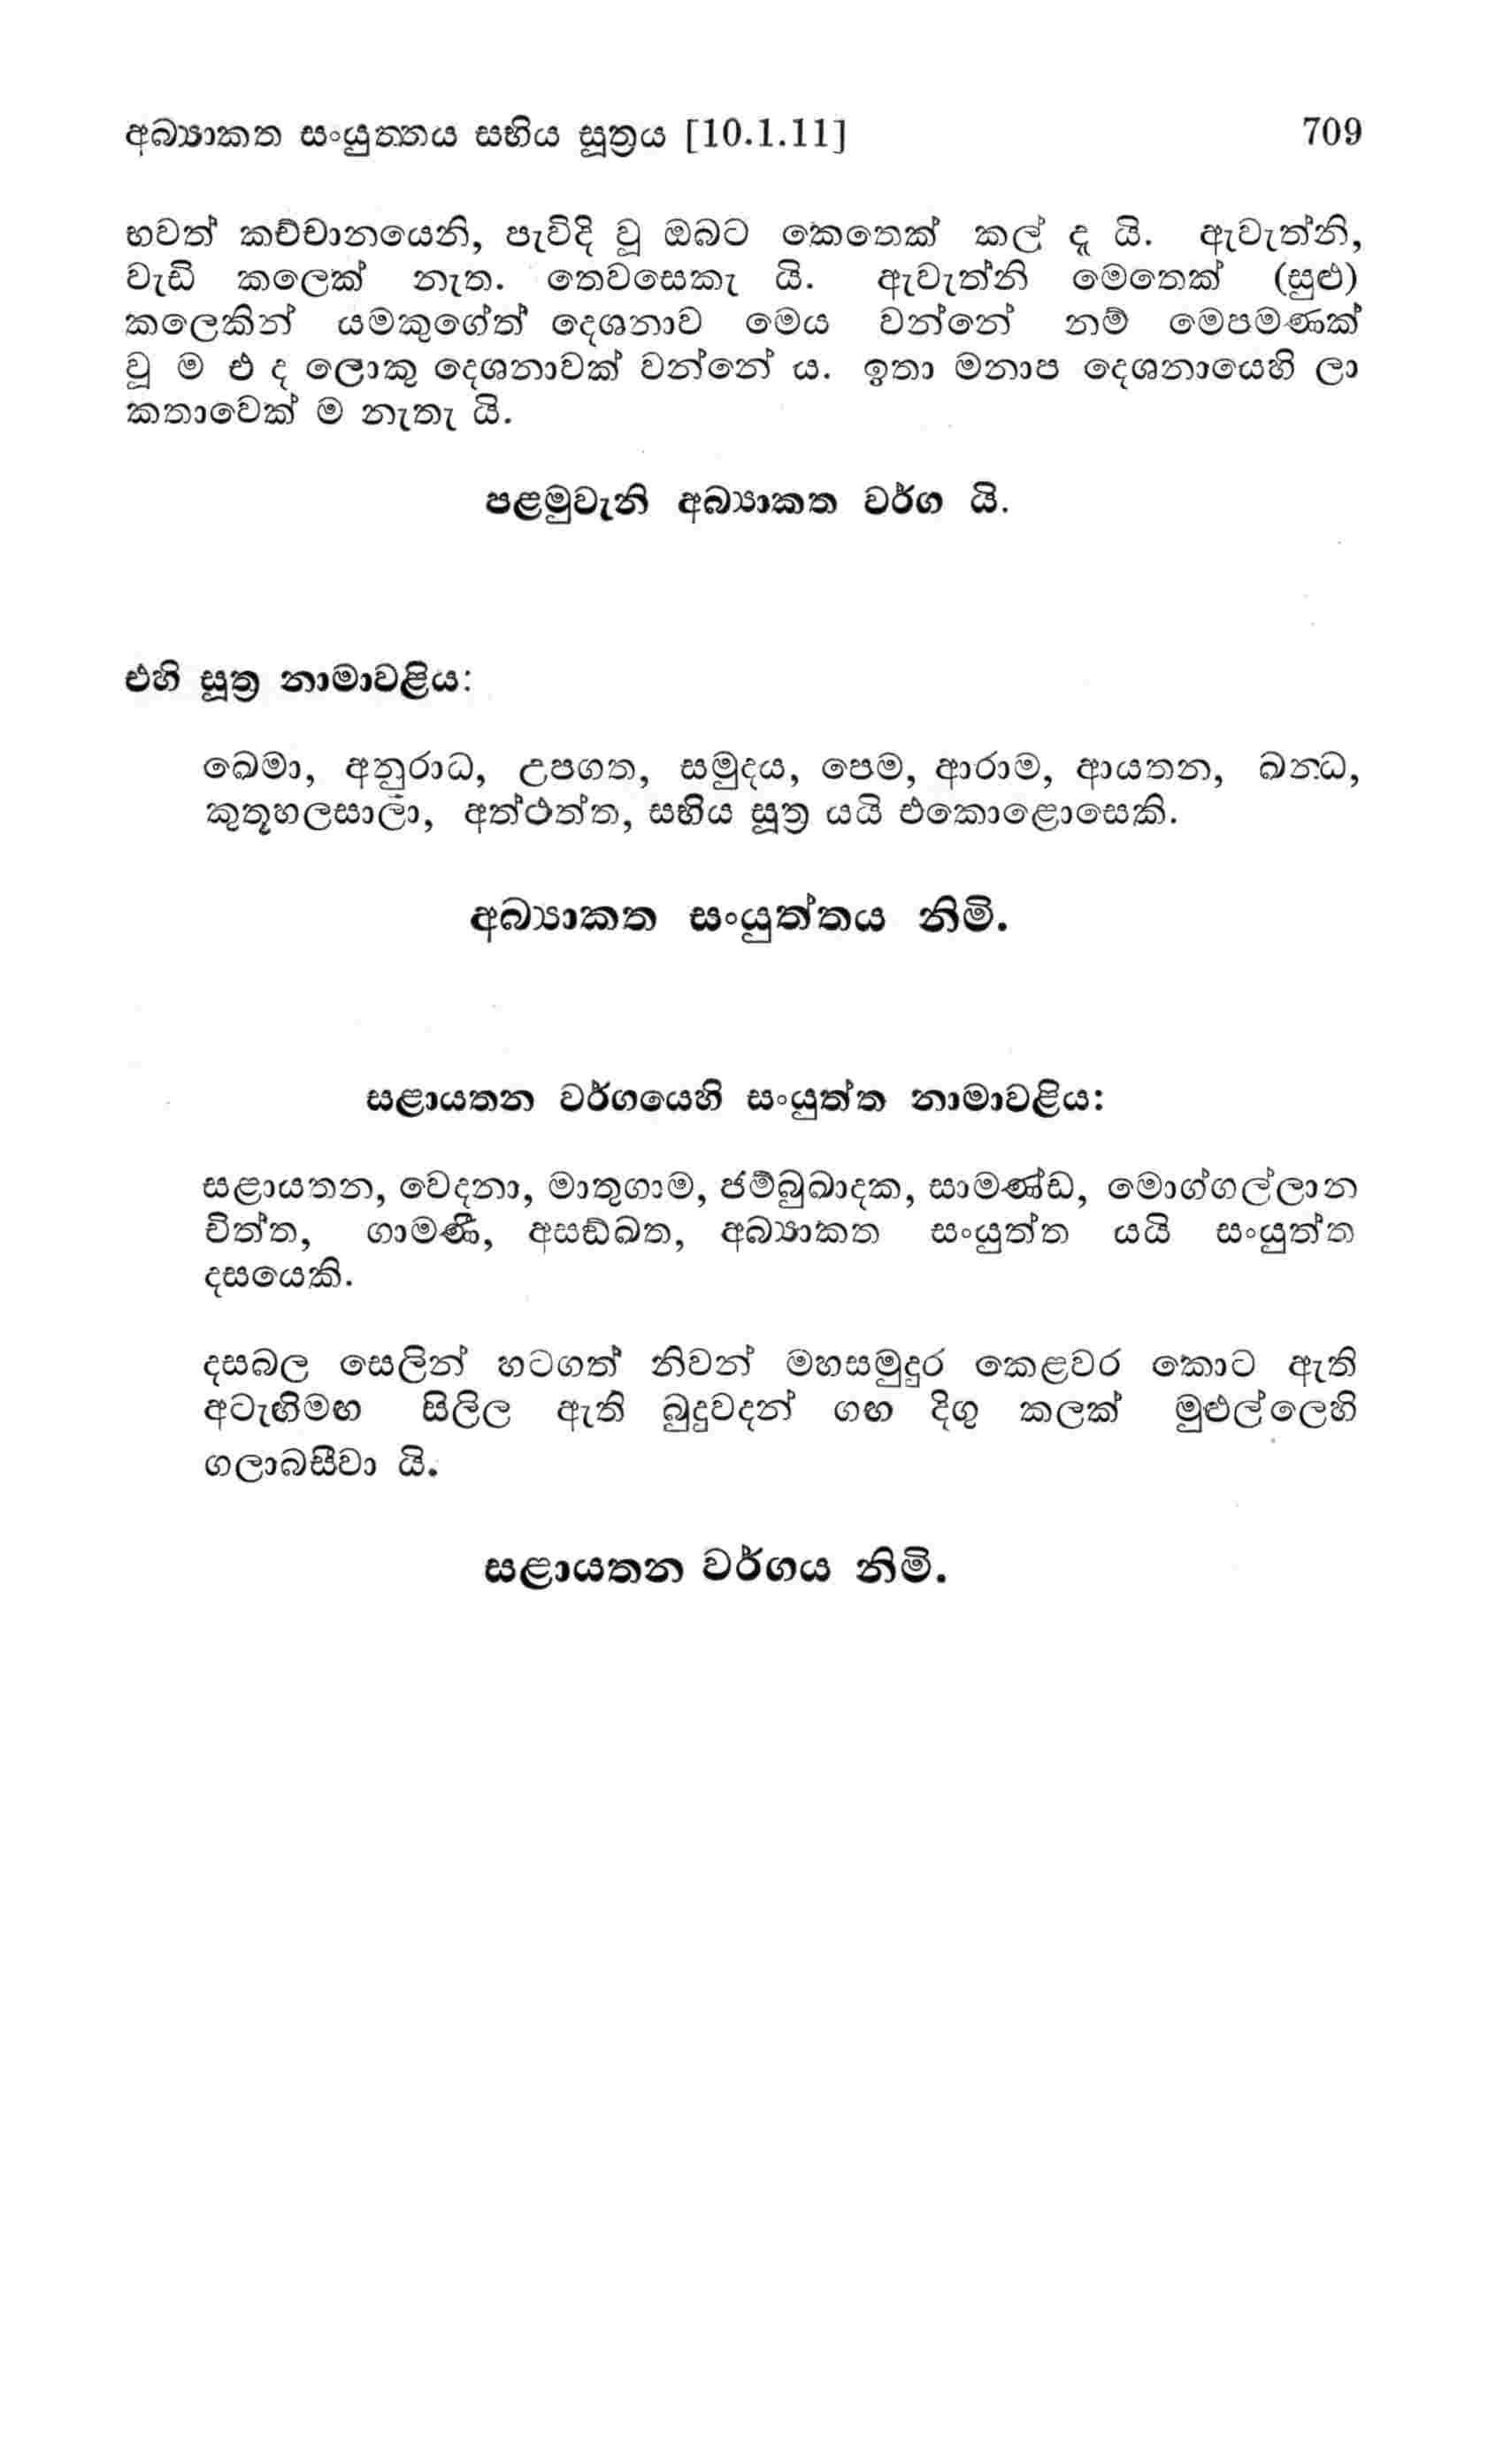 අබ්‍යාකත සංයුත්තය සභිය සූත්‍රය [10.1.11] 709
භවත් කච්චානයෙනි, පැවිදි වූ ඔබට කෙතෙක් කල් ද යි. ඇවැත්නි,
වැඩි කලෙක් නැත. තෙවසෙකැ යි. ඇවැත්නි මෙතෙක් (සුළු)
කලෙකින් යමකුගේත් දෙශනාව මෙය වන්නේ නම් මෙපමණක්
වූ ම එ ද ලොකු දෙශනාවක් වන්නේ ය. ඉතා මනාප දෙශනායෙහි ලා
කතාවෙක් ම නැතැ යි.
පළමුවැනි අබ්‍යාකත වර්ග යි.
එහි සූත්‍ර නාමාවළිය:
ඛෙමා, අනුරාධ, උපගත, සමුදය, පෙම, ආරාම, ආයතන, ඛන්‍ධ,
කුතූහලසාලා, අත්ථත්ත, සභිය සූත්‍ර යයි එකොළොසෙකි.
අබ්‍යාකත සංයුත්තය නිමි.
සළායතන වර්ගයෙහි සංයුත්ත නාමාවළිය:
සළායතන, වෙදනා, මාතුගාම, ජම්බුඛාදක, සාමණ්ඩ, මොග්ගල්ලාන
චිත්ත, ගාමණී, අසඞ්ඛත, අබ්‍යාකත සංයුත්ත යයි සංයුත්ත
දසයෙකි.
දසබල සෙලින් හටගත් නිවන් මහසමුදුර කෙළවර කොට ඇති
අටැඟිමඟ සිලිල ඇති බුදුවදන් ගඟ දිගු කලක් මුළුල්ලෙහි
ගලාබසීවා යි.
සළායතන වර්ගය නිමි.